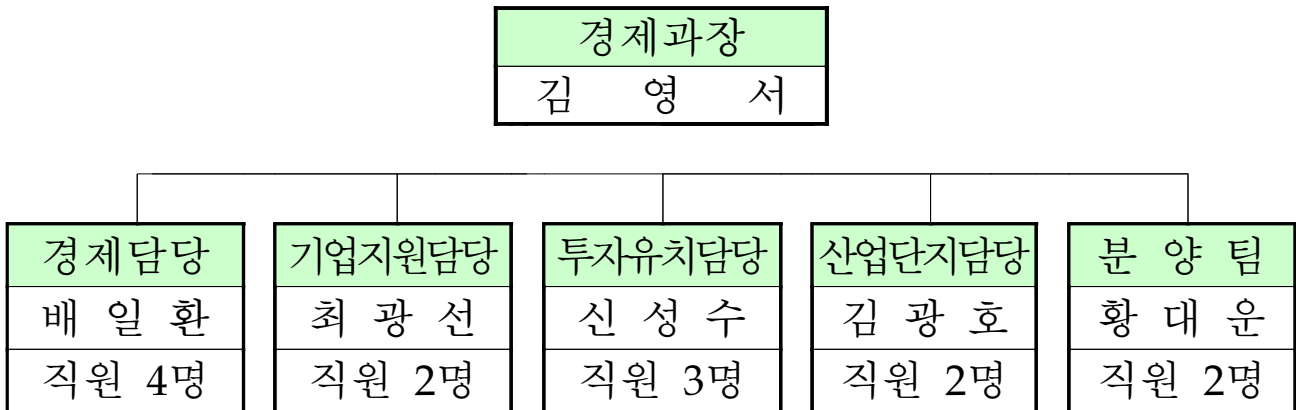 경제과장
김 영 서
경제담당 기업지원담당 투자유치담당 산업단지담당 분 양 팀
배 일 환 최 광 선 신 성 수 김 광 호 황 대 운
직원 4명 직원 2명 직원 3명 직원 2명 직원 2명